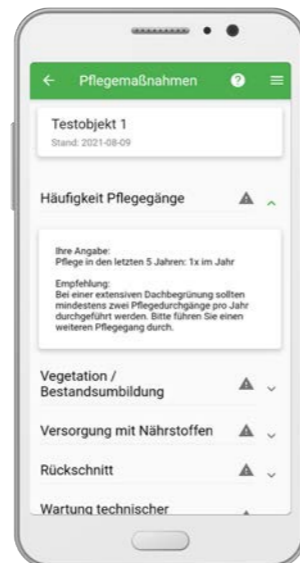 Pflegemaßnahmen
Testobjekt 1
Stand: 2021-08-09
Häufigkeit Pflegegänge
Ihre Angabe:
Pflege in den letzten 5 Jahren: 1x im Jahr
Empfehlung:
Bei einer extensiven Dachbegrünung sollten
mindestens zwei Pflegedurchgänge pro Jahr
durchgeführt werden. Bitte führen Sie einen
weiteren Pflegegang durch.
Vegetation /
Bestandsumbildung
Versorgung mit Nährstoffen
Rückschnitt
Wartung technischer